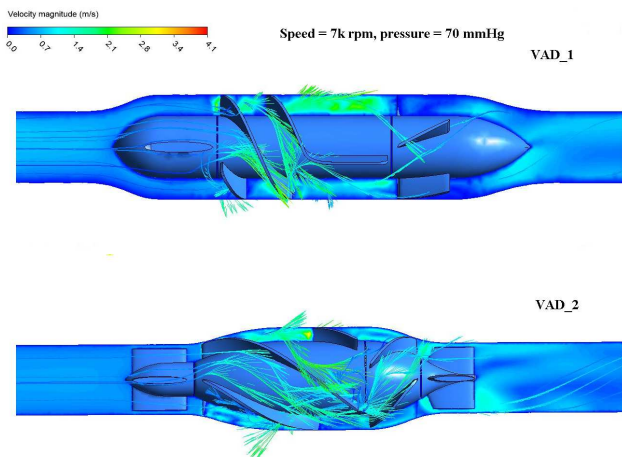 Velocity magnitude (m/s)
0.0 0.7 1.4 2.1 2.8 3.4 4.1
Speed = 7k rpm, pressure = 70 mmHg
VAD_1
VAD_2